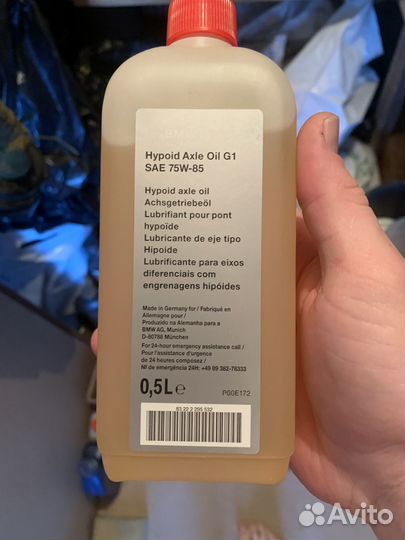 BMW
Hypoid Axle Oil G1
SAE 75W-85
Hypoid axle oil
Achsgetriebeöl
Lubrifiant pour pont
hypoïde
Lubricante de eje tipo
Hipoide
Lubrificante para eixos
diferenciais com
engrenagens hipóides
Made in Germany for / Fabriqué en
Allemagne pour /
Produzido na Alemanha para a
BMW AG, Munich
D-80788 München
For 24-hour emergency assistance call /
Pour l'assistance d'urgence
de 24 heures composez /
Nl de emergência 24H: +49 89 382-78333
0,5L e
P00E172
83 22 2 295 532
Avito